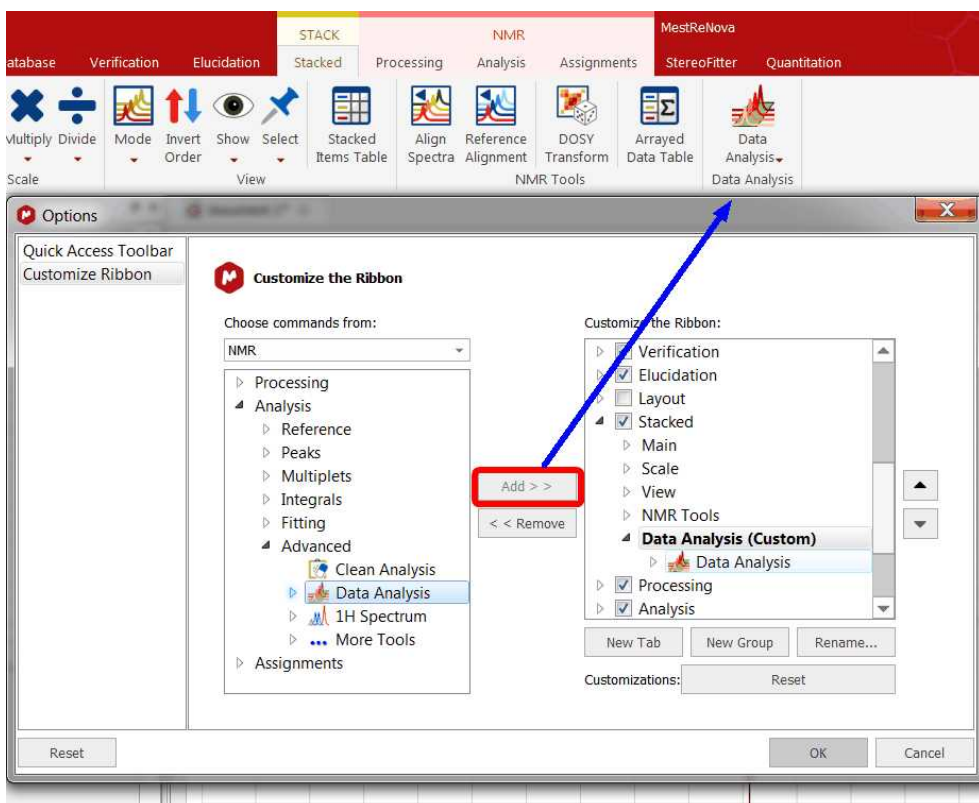 STACK NMR MestReNova
atabase Verification Elucidation Stacked Processing Analysis Assignments StereoFitter Quantitation
Multiply Divide Mode Invert Order Show Select Stacked Items Table Align Spectra Reference Alignment DOSY Transform Arrayed Data Table Data Analysis
Scale View NMR Tools Data Analysis
Options
Quick Access Toolbar
Customize Ribbon
Customize the Ribbon
Choose commands from:
NMR
Processing
Analysis
Reference
Peaks
Multiplets
Integrals
Fitting
Advanced
Clean Analysis
Data Analysis
1H Spectrum
More Tools
Assignments
Add > >
< < Remove
Customize the Ribbon:
Verification
Elucidation
Layout
Stacked
Main
Scale
View
NMR Tools
Data Analysis (Custom)
Data Analysis
Processing
Analysis
New Tab New Group Rename...
Customizations: Reset
Reset OK Cancel